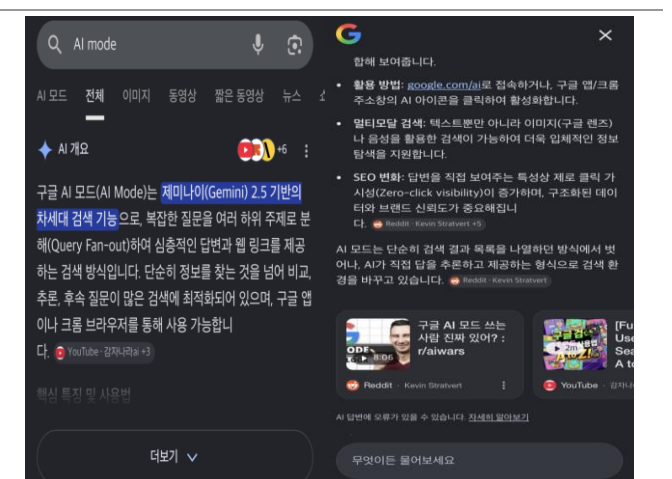 AI mode
AI 모드 전체 이미지 동영상 짧은 동영상 뉴스
AI 개요
+6
구글 AI 모드(AI Mode)는 제미나이(Gemini) 2.5 기반의
차세대 검색 기능으로, 복잡한 질문을 여러 하위 주제로 분
해(Query Fan-out)하여 심층적인 답변과 웹 링크를 제공
하는 검색 방식입니다. 단순히 정보를 찾는 것을 넘어 비교,
추론, 후속 질문이 많은 검색에 최적화되어 있으며, 구글 앱
이나 크롬 브라우저를 통해 사용 가능합니
다. YouTube · 감자나라ai +3
핵심 특징 및 사용법
더보기
합해 보여줍니다.
• 활용 방법: google.com/ai로 접속하거나, 구글 앱/크롬
주소창의 AI 아이콘을 클릭하여 활성화합니다.
• 멀티모달 검색: 텍스트뿐만 아니라 이미지(구글 렌즈)
나 음성을 활용한 검색이 가능하여 더욱 입체적인 정보
탐색을 지원합니다.
• SEO 변화: 답변을 직접 보여주는 특성상 제로 클릭 가
시성(Zero-click visibility)이 증가하며, 구조화된 데이
터와 브랜드 신뢰도가 중요해집니
다. Reddit · Kevin Stratvert +5
AI 모드는 단순히 검색 결과 목록을 나열하던 방식에서 벗
어나, AI가 직접 답을 추론하고 제공하는 형식으로 검색 환
경을 바꾸고 있습니다. Reddit · Kevin Stratvert
구글 AI 모드 쓰는
사람 진짜 있어? :
r/aiwars
8:06
Reddit · Kevin Stratvert
[Fu
Use
Sea
A to
2m
YouTube · 감자나
AI 답변에 오류가 있을 수 있습니다. 자세히 알아보기
무엇이든 물어보세요